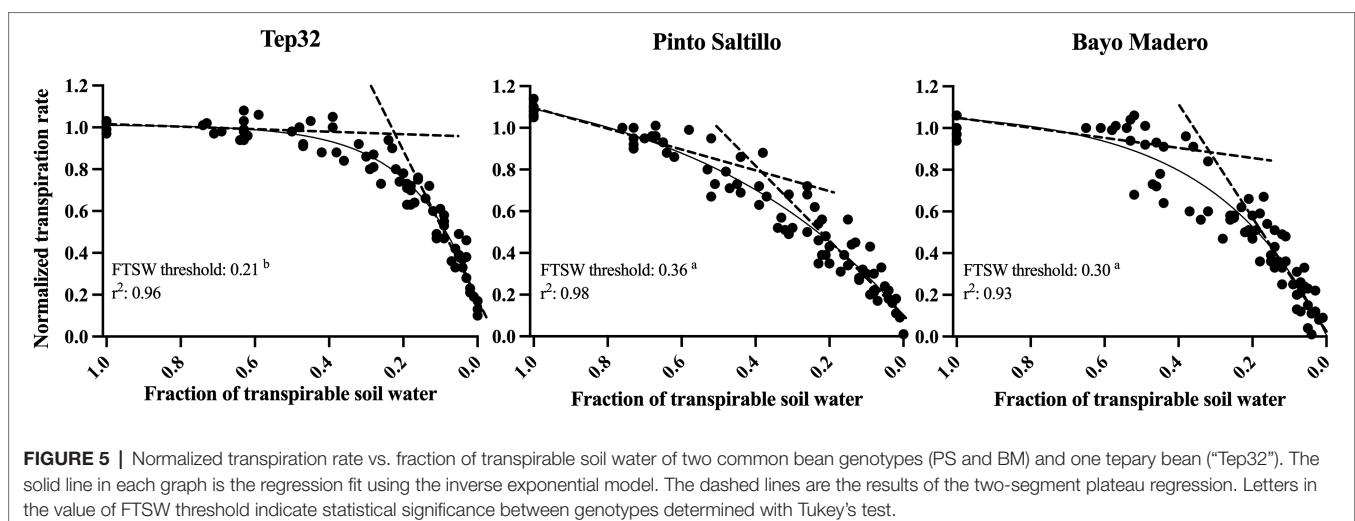 Tep32
Pinto Saltillo
Bayo Madero
Normalized transpiration rate
1.2
1.0
0.8
0.6
0.4
0.2
0.0
FTSW threshold: 0.21 b
r2: 0.96
1.0
0.8
0.6
0.4
0.2
0.0
Fraction of transpirable soil water
1.2
1.0
0.8
0.6
0.4
0.2
0.0
FTSW threshold: 0.36 a
r2: 0.98
1.0
0.8
0.6
0.4
0.2
0.0
Fraction of transpirable soil water
1.2
1.0
0.8
0.6
0.4
0.2
0.0
FTSW threshold: 0.30 a
r2: 0.93
1.0
0.8
0.6
0.4
0.2
0.0
Fraction of transpirable soil water
FIGURE 5 | Normalized transpiration rate vs. fraction of transpirable soil water of two common bean genotypes (PS and BM) and one tepary bean (“Tep32”). The
solid line in each graph is the regression fit using the inverse exponential model. The dashed lines are the results of the two-segment plateau regression. Letters in
the value of FTSW threshold indicate statistical significance between genotypes determined with Tukey’s test.